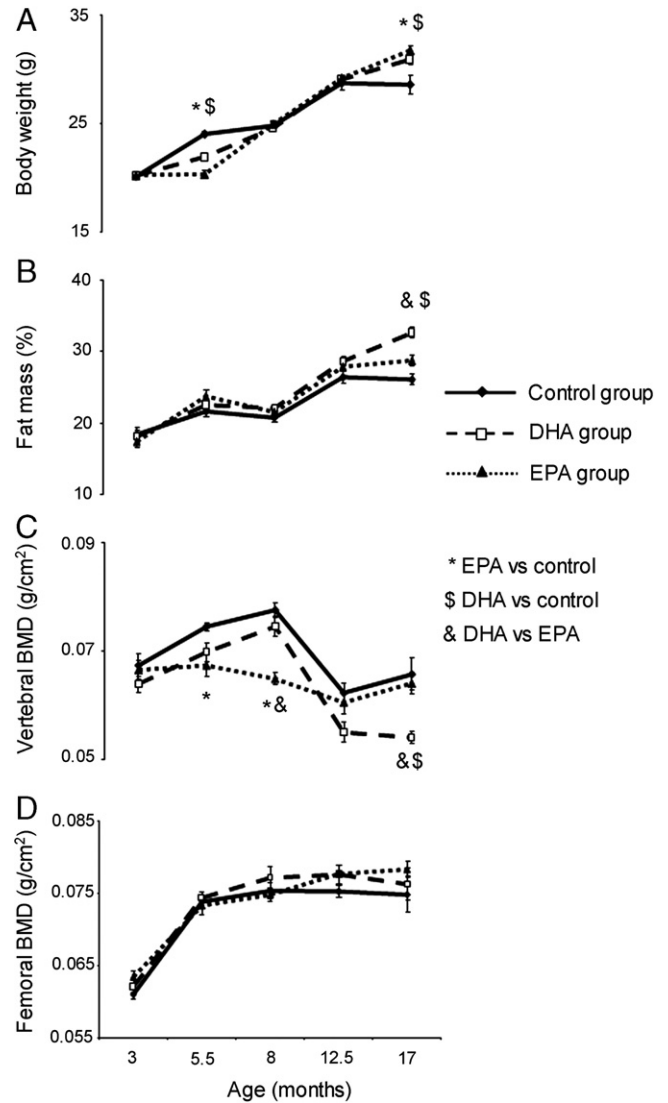 A
Body weight (g)
35
25
15
* $
* $
B
Fat mass (%)
40
30
20
10
& $
Control group
DHA group
EPA group
C
Vertebral BMD (g/cm²)
0.09
0.07
0.05
*
*&
&$
* EPA vs control
$ DHA vs control
& DHA vs EPA
D
Femoral BMD (g/cm²)
0.085
0.075
0.065
0.055
3 5.5 8 12.5 17
Age (months)